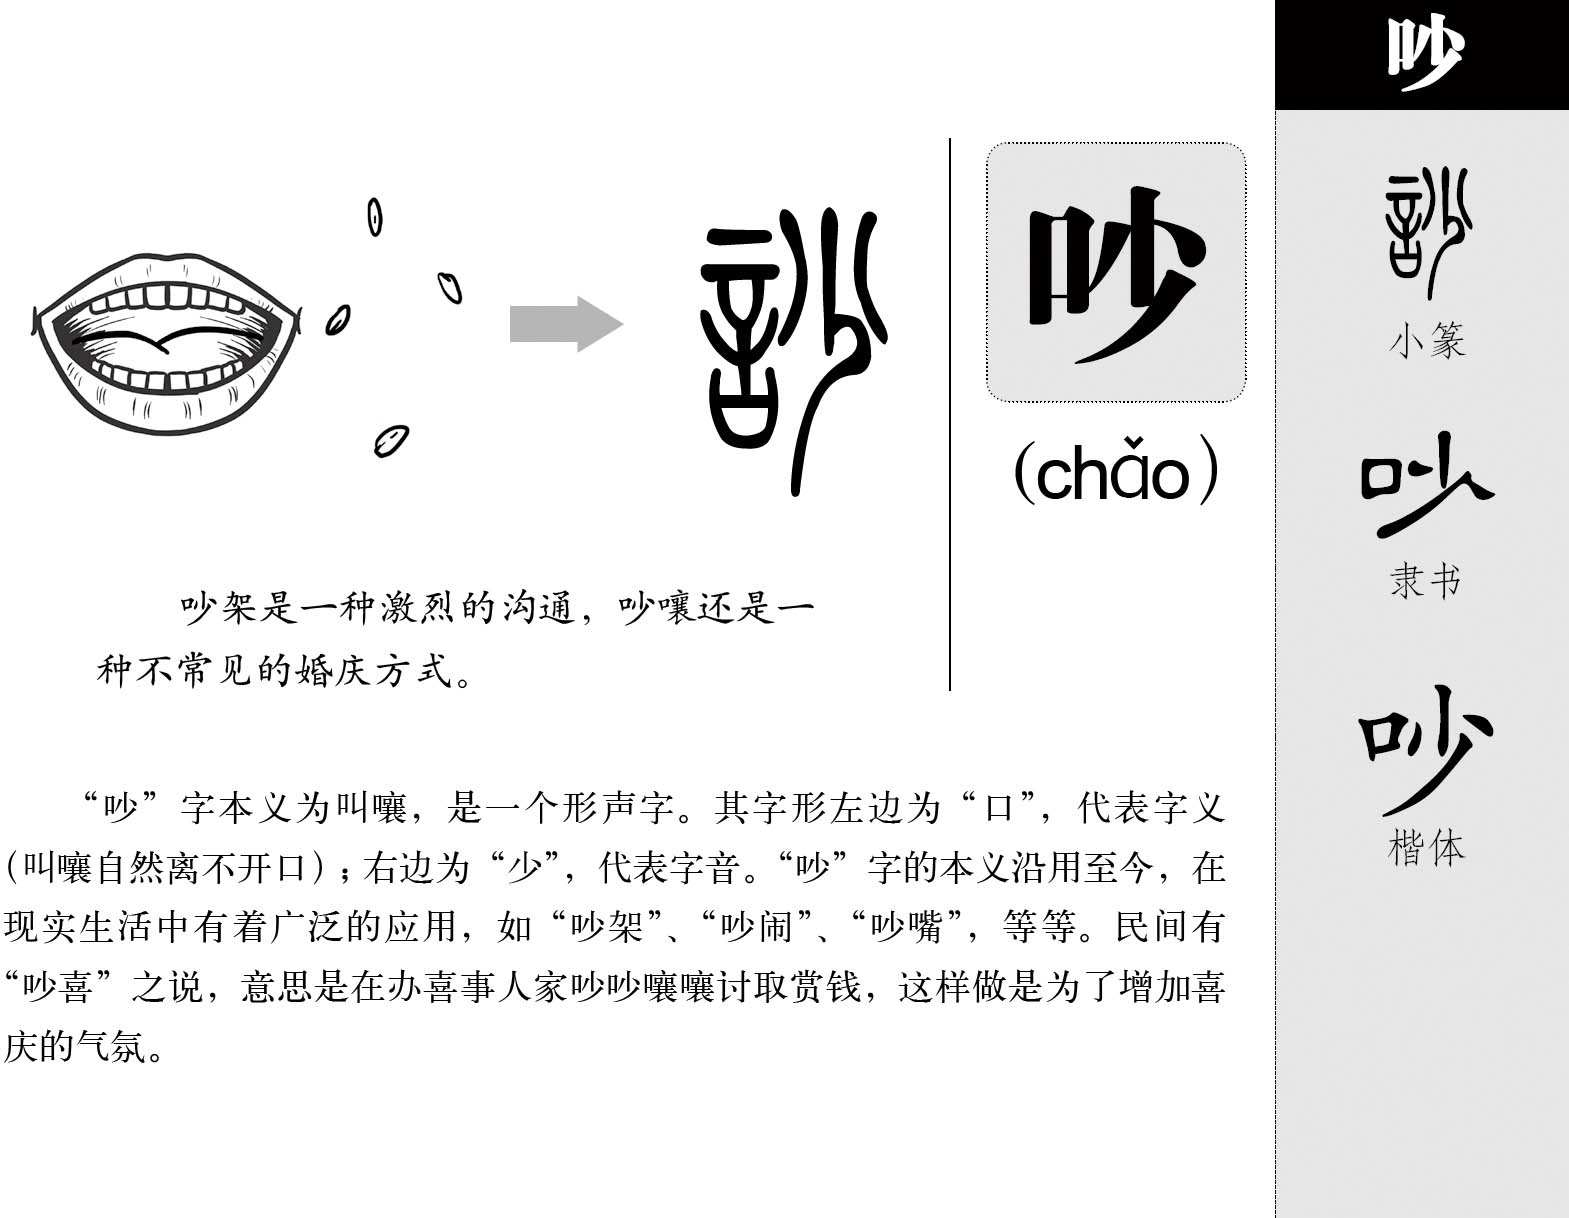 吵
訬
吵
(chǎo)
吵架是一种激烈的沟通，吵嚷还是一
种不常见的婚庆方式。
“吵”字本义为叫嚷，是一个形声字。其字形左边为“口”，代表字义
（叫嚷自然离不开口）；右边为“少”，代表字音。“吵”字的本义沿用至今，在
现实生活中有着广泛的应用，如“吵架”、“吵闹”、“吵嘴”，等等。民间有
“吵喜”之说，意思是在办喜事人家吵吵嚷嚷讨取赏钱，这样做是为了增加喜
庆的气氛。
訬
小篆
吵
隶书
吵
楷体